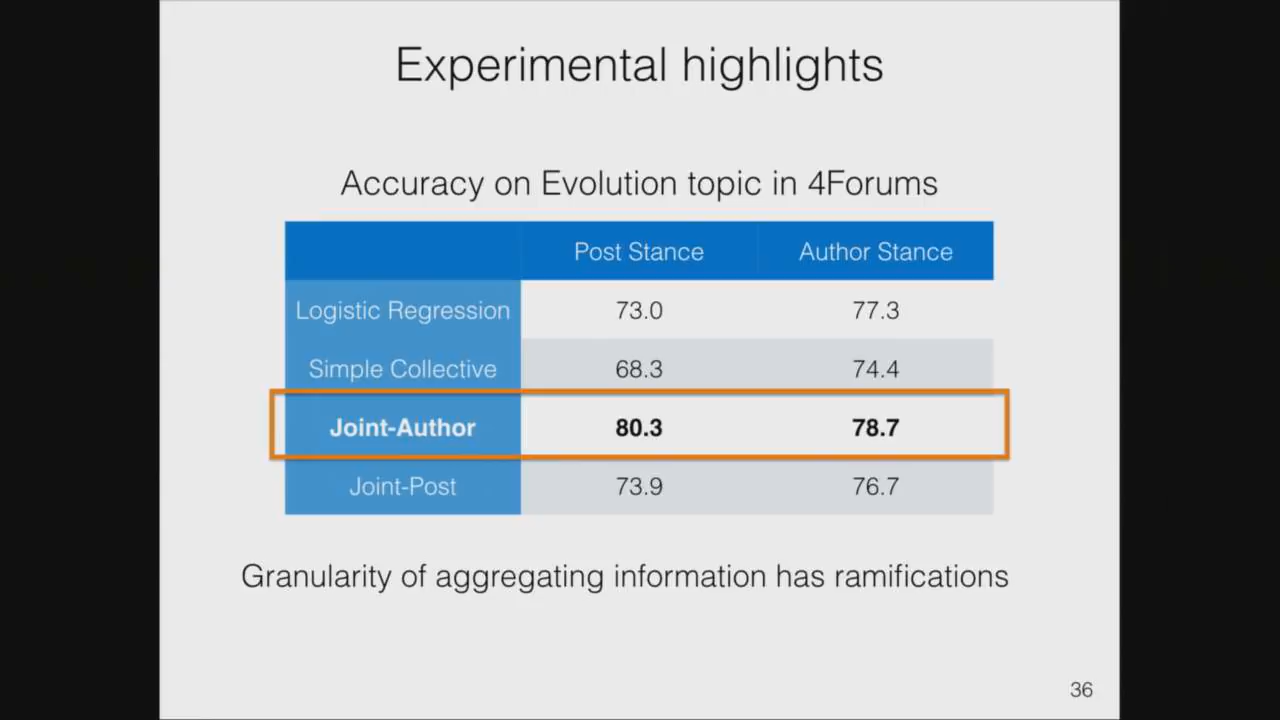 Experimental highlights
Accuracy on Evolution topic in 4Forums
Post Stance Author Stance
Logistic Regression 73.0 77.3
Simple Collective 68.3 74.4
Joint-Author 80.3 78.7
Joint-Post 73.9 76.7
Granularity of aggregating information has ramifications
36